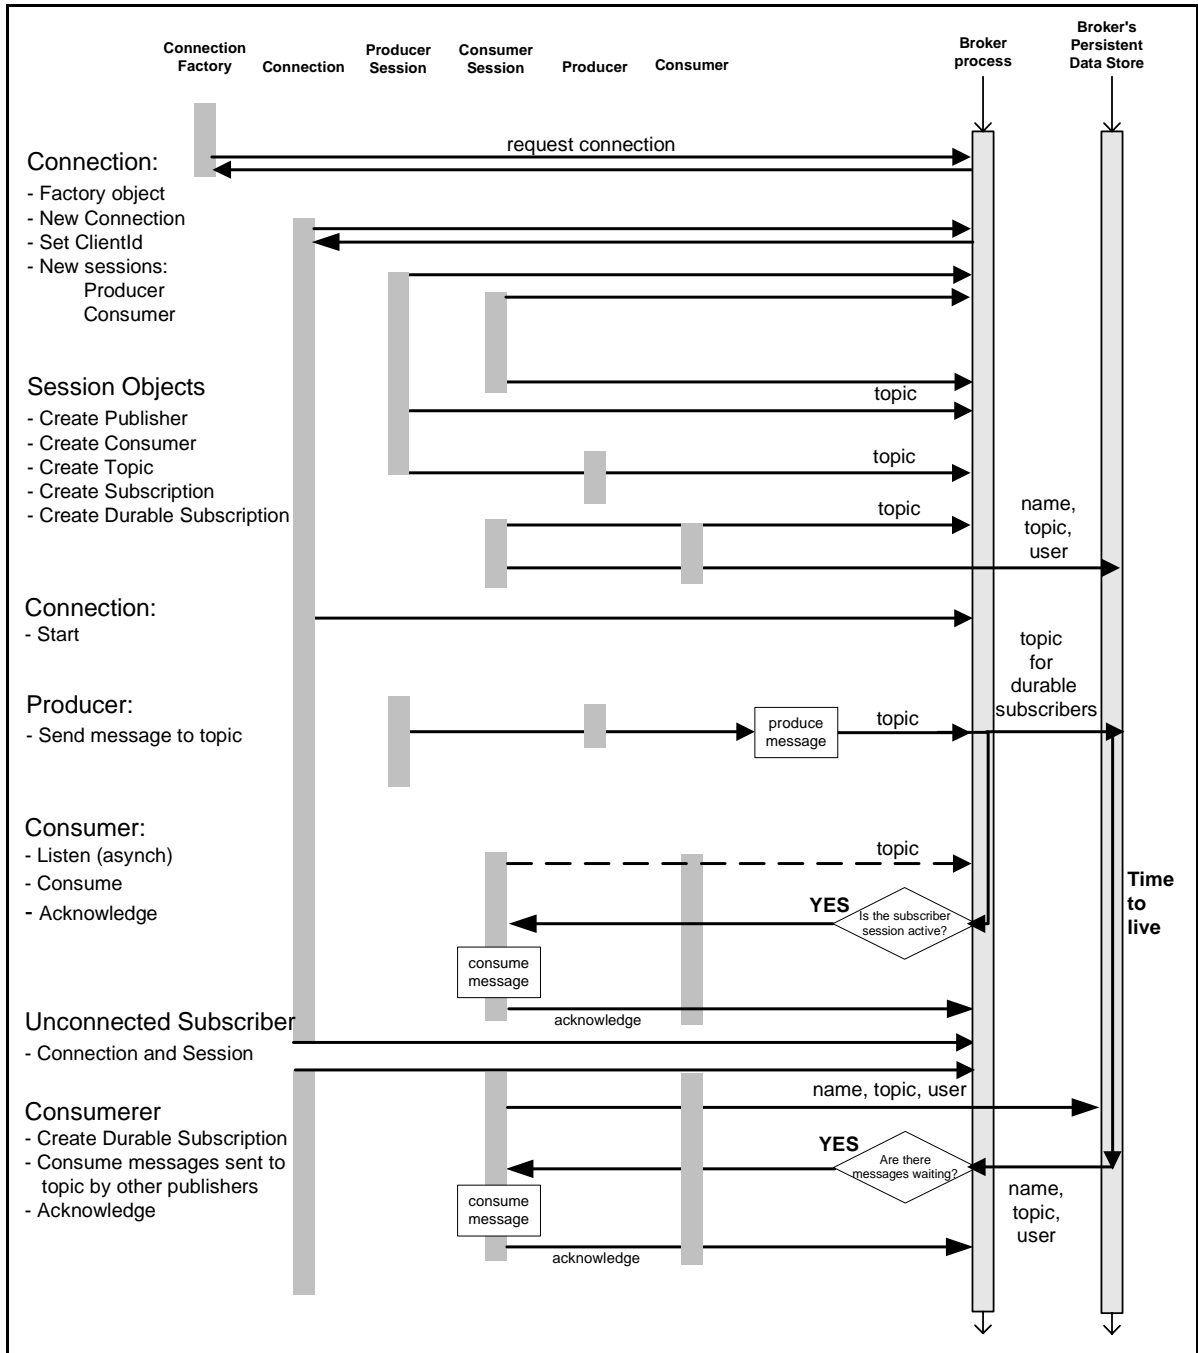 Connection
Factory
Connection
Producer
Session
Consumer
Session
Producer
Consumer
Broker
process
Broker's
Persistent
Data Store
request connection
Connection:
- Factory object
- New Connection
- Set ClientId
- New sessions:
Producer
Consumer
Session Objects
- Create Publisher
- Create Consumer
- Create Topic
- Create Subscription
- Create Durable Subscription
topic
topic
topic
name,
topic,
user
Connection:
- Start
topic
for
durable
subscribers
Producer:
- Send message to topic
produce
message
topic
Consumer:
- Listen (asynch)
- Consume
- Acknowledge
topic
YES
Is the subscriber
session active?
Time
to
live
consume
message
acknowledge
Unconnected Subscriber
- Connection and Session
Consumerer
- Create Durable Subscription
- Consume messages sent to
topic by other publishers
- Acknowledge
name, topic, user
YES
Are there
messages waiting?
name,
topic,
user
consume
message
acknowledge